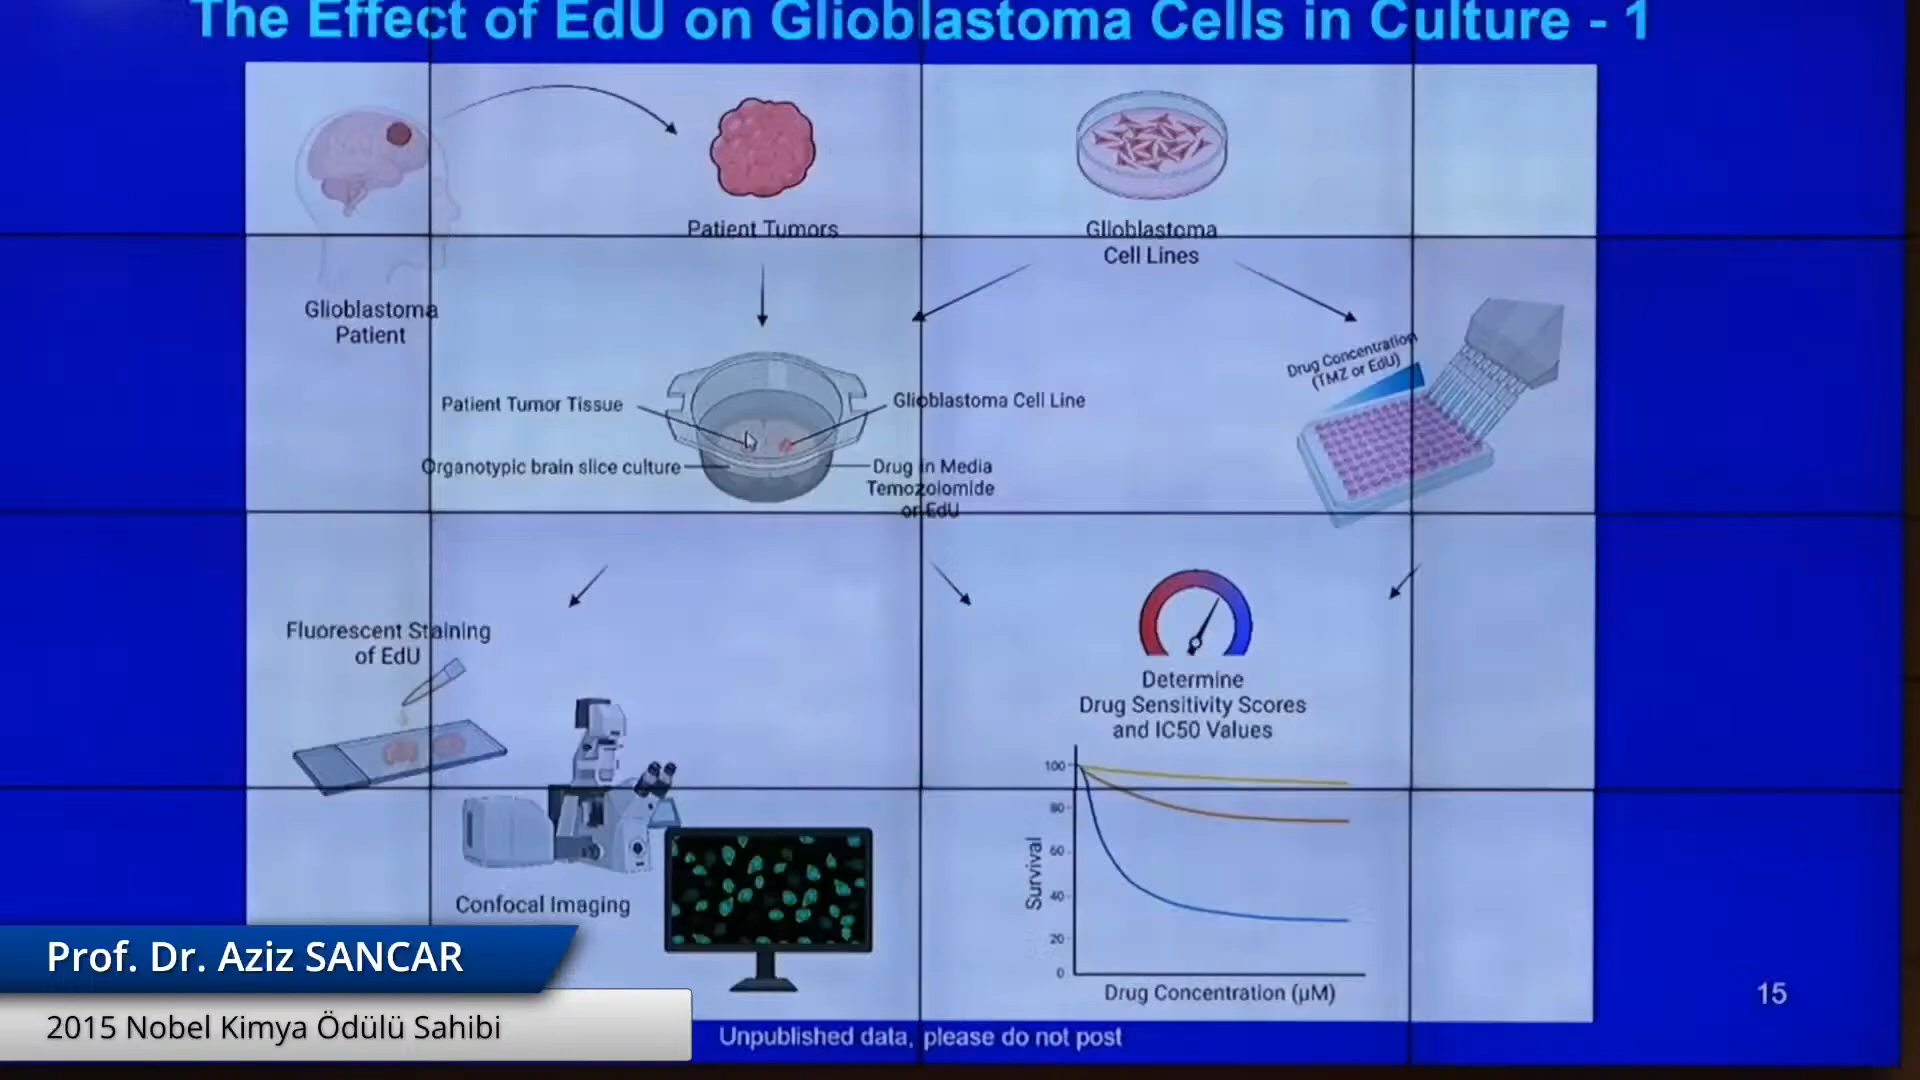 The Effect of EdU on Glioblastoma Cells in Culture - 1
Patient Tumors
Glioblastoma
Cell Lines
Glioblastoma
Patient
Drug Concentration
(TMZ or EdU)
Patient Tumor Tissue
Glioblastoma Cell Line
Organotypic brain slice culture
Drug in Media
Temozolomide
or EdU
Fluorescent Staining
of EdU
Determine
Drug Sensitivity Scores
and IC50 Values
Confocal Imaging
Survival
100
80
60
40
20
0
Drug Concentration (µM)
15
Unpublished data, please do not post
Prof. Dr. Aziz SANCAR
2015 Nobel Kimya Ödülü Sahibi